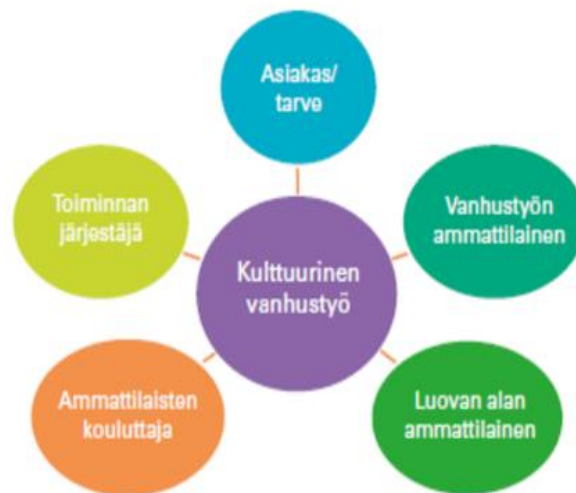 Asiakas/
tarve
Toiminnan
järjestäjä
Vanhustyön
ammattilainen
Kulttuurinen
vanhustyö
Ammattilaisten
kouluttaja
Luovan alan
ammattilainen